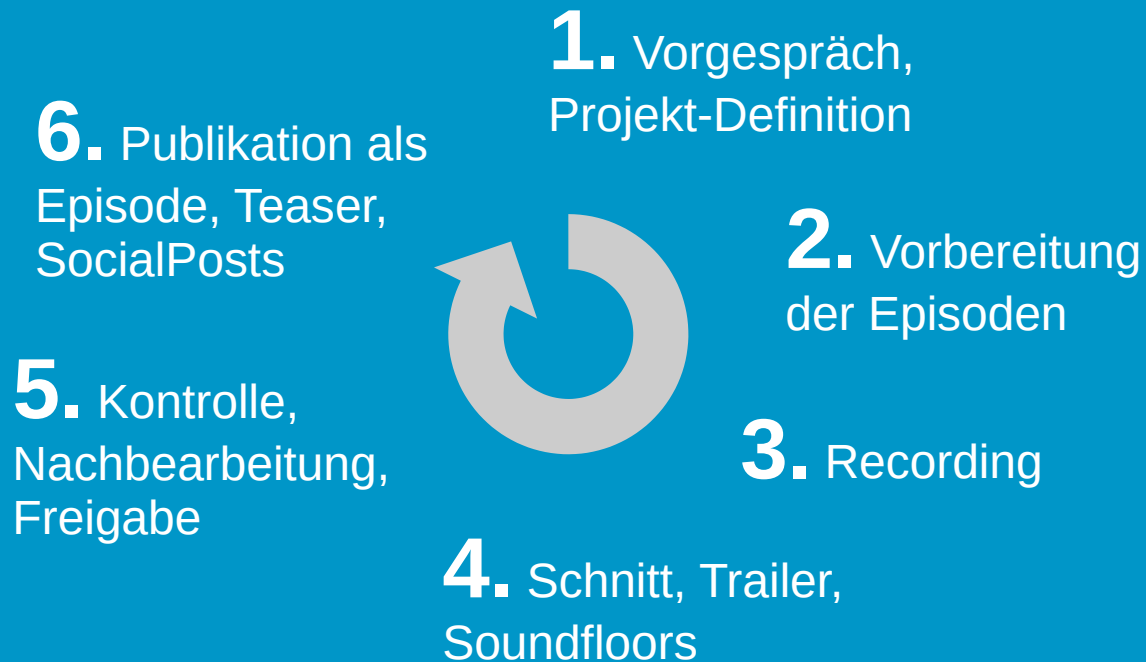 1. Vorgespräch,
Projekt-Definition
2. Vorbereitung
der Episoden
3. Recording
4. Schnitt, Trailer,
Soundfloors
5. Kontrolle,
Nachbearbeitung,
Freigabe
6. Publikation als
Episode, Teaser,
SocialPosts